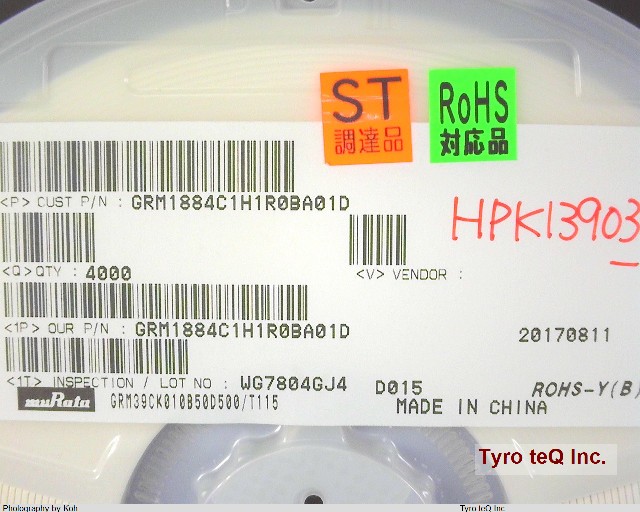 ST
調達品
RoHS
対応品
<P> CUST P/N : GRM1884C1H1R0BA01D
HPK13903
<Q> QTY : 4000
<V> VENDOR :
<1P> OUR P/N : GRM1884C1H1R0BA01D
20170811
<1T> INSPECTION / LOT NO : WG7804GJ4 D015
ROHS-Y(B)
muRata GRM39CK010B50D500/T115
MADE IN CHINA
Tyro teQ Inc.
Photography by Koh
Tyro teQ Inc